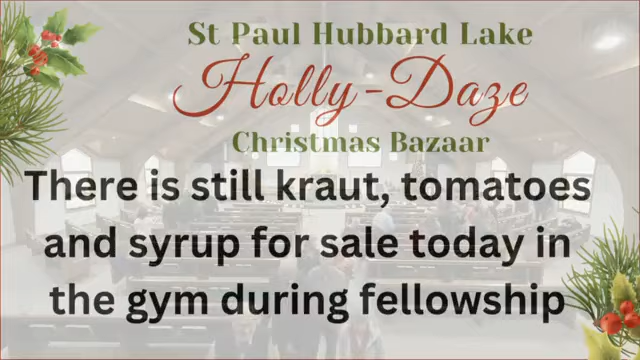 St Paul Hubbard Lake
Holly-Daze
Christmas Bazaar
There is still kraut, tomatoes
and syrup for sale today in
the gym during fellowship